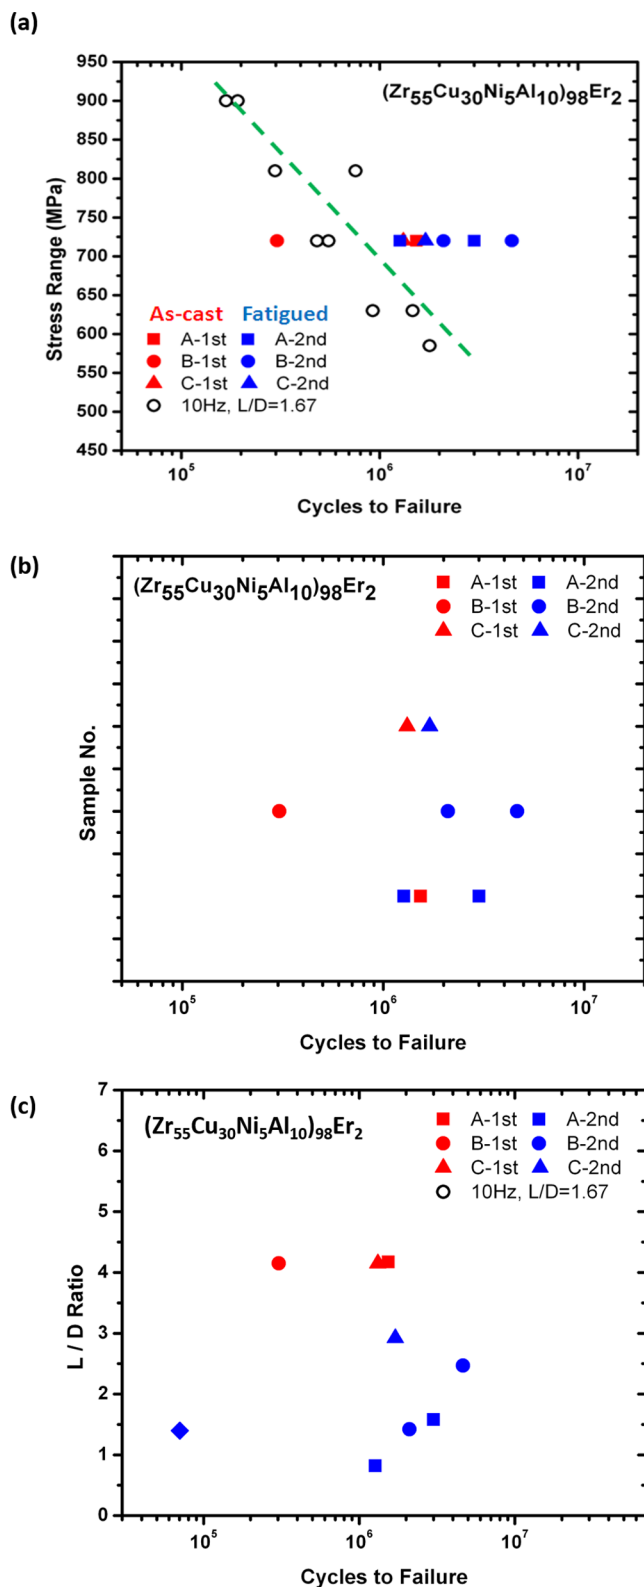 (a)
(Zr55Cu30Ni5Al10)98Er2
950
900
850
800
750
700
650
600
550
500
450
Stress Range (MPa)
As-cast Fatigued
A-1st A-2nd
B-1st B-2nd
C-1st C-2nd
10Hz, L/D=1.67
10^5 10^6 10^7
Cycles to Failure
(b)
(Zr55Cu30Ni5Al10)98Er2
A-1st A-2nd
B-1st B-2nd
C-1st C-2nd
Sample No.
10^5 10^6 10^7
Cycles to Failure
(c)
(Zr55Cu30Ni5Al10)98Er2
A-1st A-2nd
B-1st B-2nd
C-1st C-2nd
10Hz, L/D=1.67
7
6
5
4
3
2
1
0
L / D Ratio
10^5 10^6 10^7
Cycles to Failure